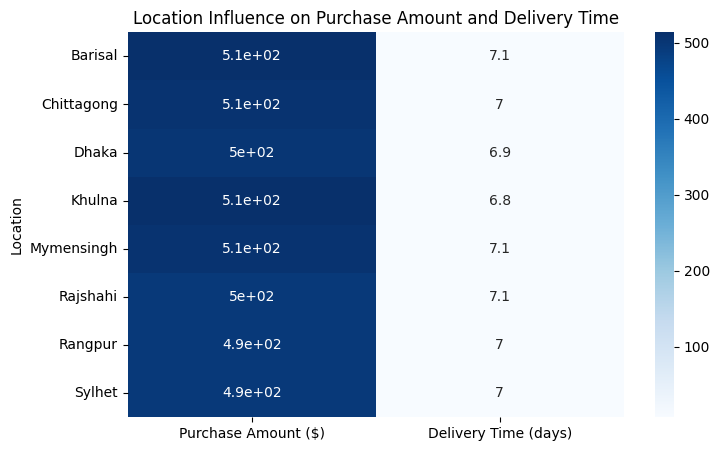 Location Influence on Purchase Amount and Delivery Time
Location
Barisal 5.1e+02 7.1
Chittagong 5.1e+02 7
Dhaka 5e+02 6.9
Khulna 5.1e+02 6.8
Mymensingh 5.1e+02 7.1
Rajshahi 5e+02 7.1
Rangpur 4.9e+02 7
Sylhet 4.9e+02 7
Purchase Amount ($) Delivery Time (days)
500
400
300
200
100